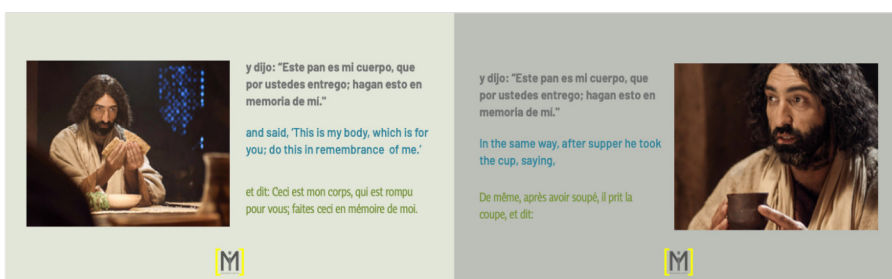 y dijo: "Este pan es mi cuerpo, que
por ustedes entrego; hagan esto en
memoria de mí."
and said, 'This is my body, which is for
you; do this in remembrance of me.'
et dit: Ceci est mon corps, qui est rompu
pour vous; faites ceci en mémoire de moi.
y dijo: "Este pan es mi cuerpo, que
por ustedes entrego; hagan esto en
memoria de mí."
In the same way, after supper he took
the cup, saying,
De même, après avoir soupé, il prit la
coupe, et dit: